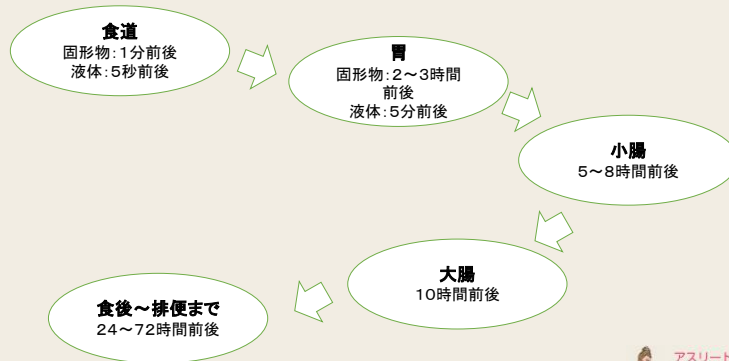 食道
固形物:1分前後
液体:5秒前後
胃
固形物:2～3時間
前後
液体:5分前後
小腸
5～8時間前後
大腸
10時間前後
食後～排便まで
24～72時間前後
アスリート